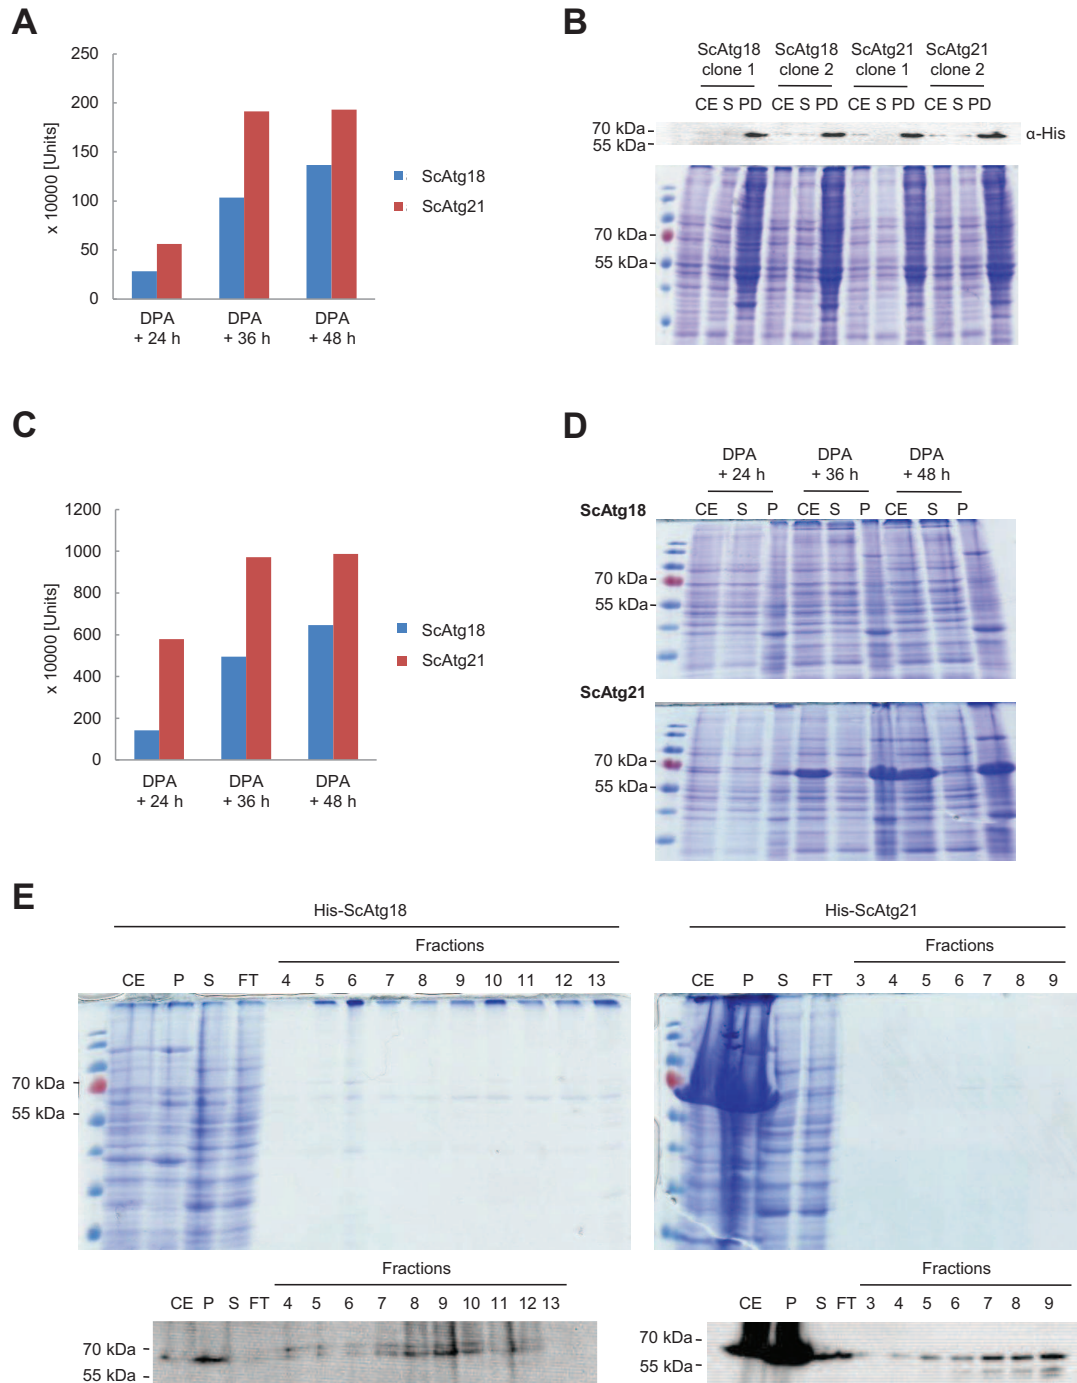 A
250
200
150
100
50
0
x 10000 [Units]
DPA + 24 h
DPA + 36 h
DPA + 48 h
ScAtg18
ScAtg21
B
ScAtg18 ScAtg18 ScAtg21 ScAtg21
clone 1 clone 2 clone 1 clone 2
CE S PD CE S PD CE S PD CE S PD
70 kDa
55 kDa
α-His
70 kDa
55 kDa
C
1200
1000
800
600
400
200
0
x 10000 [Units]
DPA + 24 h
DPA + 36 h
DPA + 48 h
ScAtg18
ScAtg21
D
DPA DPA DPA
+ 24 h + 36 h + 48 h
ScAtg18 CE S P CE S P CE S P
70 kDa
55 kDa
ScAtg21
70 kDa
55 kDa
E
His-ScAtg18
Fractions
CE P S FT 4 5 6 7 8 9 10 11 12 13
70 kDa
55 kDa
Fractions
CE P S FT 4 5 6 7 8 9 10 11 12 13
70 kDa
55 kDa
His-ScAtg21
Fractions
CE P S FT 3 4 5 6 7 8 9
Fractions
CE P S FT 3 4 5 6 7 8 9
70 kDa
55 kDa